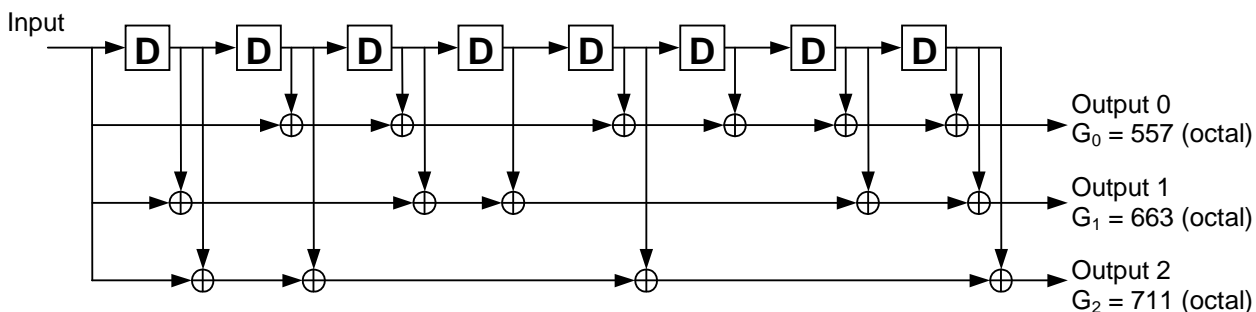 Input
D D D D D D D D
Output 0
G₀ = 557 (octal)
Output 1
G₁ = 663 (octal)
Output 2
G₂ = 711 (octal)